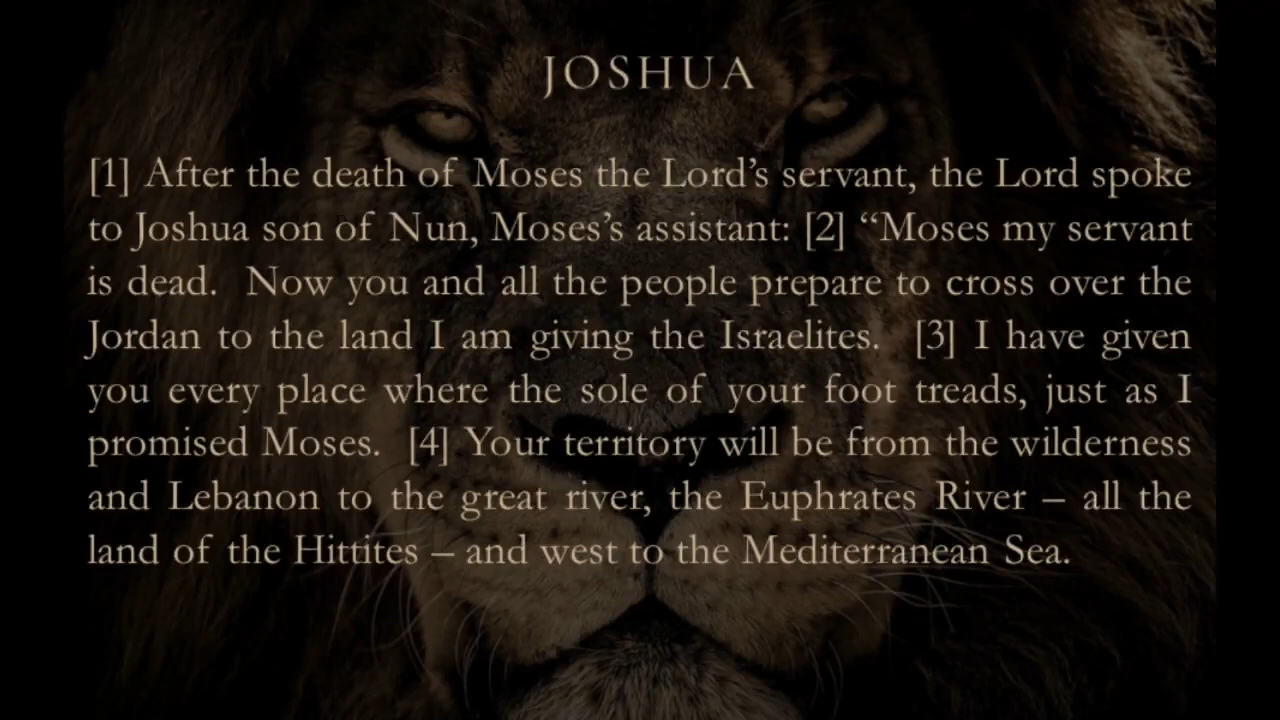 JOSHUA
[1] After the death of Moses the Lord’s servant, the Lord spoke
to Joshua son of Nun, Moses’s assistant: [2] “Moses my servant
is dead.  Now you and all the people prepare to cross over the
Jordan to the land I am giving the Israelites.  [3] I have given
you every place where the sole of your foot treads, just as I
promised Moses.  [4] Your territory will be from the wilderness
and Lebanon to the great river, the Euphrates River – all the
land of the Hittites – and west to the Mediterranean Sea.